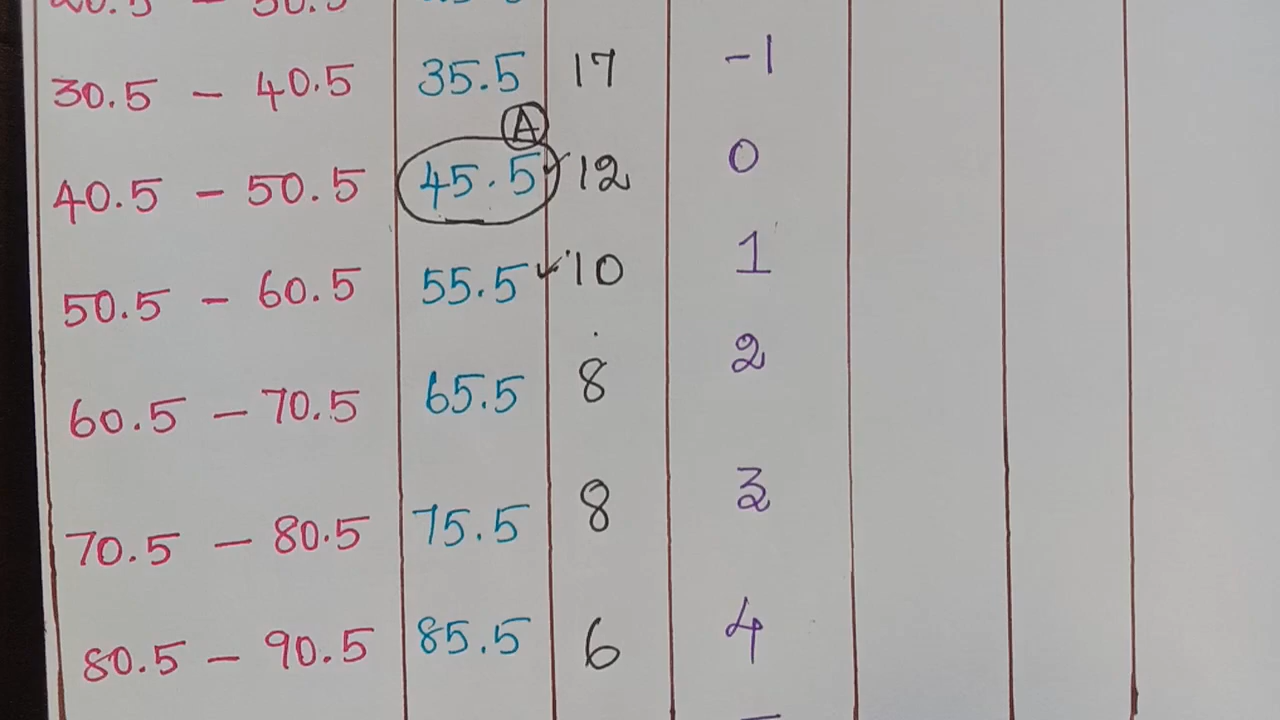 30.5 - 40.5 35.5 17 -1
A
40.5 - 50.5 45.5 12 0
50.5 - 60.5 55.5 10 1
60.5 - 70.5 65.5 8 2
70.5 - 80.5 75.5 8 3
80.5 - 90.5 85.5 6 4